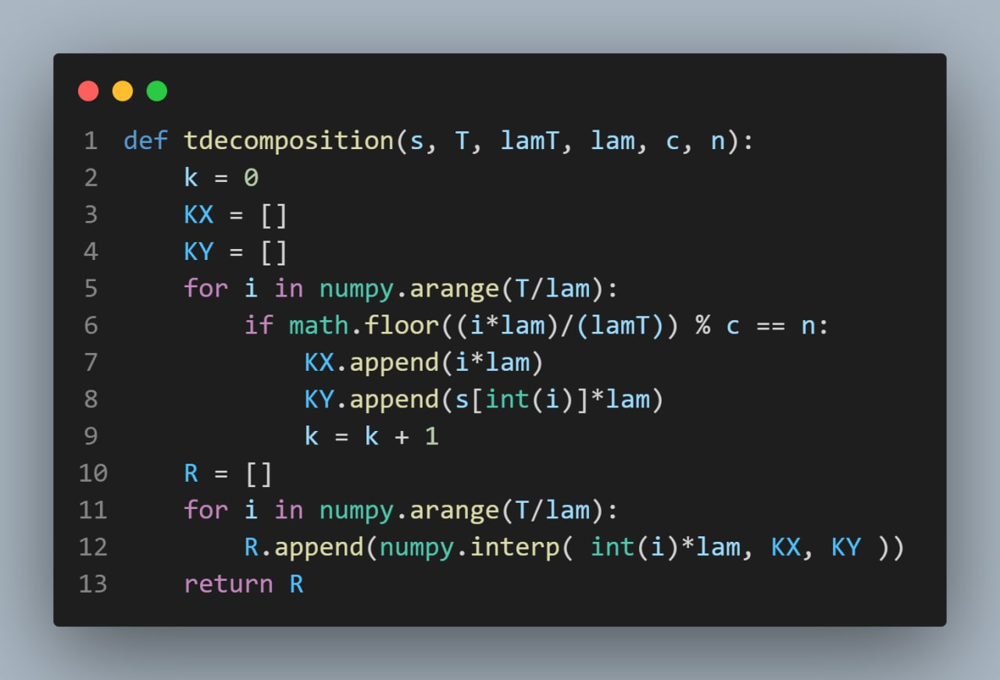 1 def tdecomposition(s, T, lamT, lam, c, n):
2     k = 0
3     KX = []
4     KY = []
5     for i in numpy.arange(T/lam):
6         if math.floor((i*lam)/(lamT)) % c == n:
7             KX.append(i*lam)
8             KY.append(s[int(i)]*lam)
9             k = k + 1
10     R = []
11     for i in numpy.arange(T/lam):
12         R.append(numpy.interp( int(i)*lam, KX, KY ))
13     return R